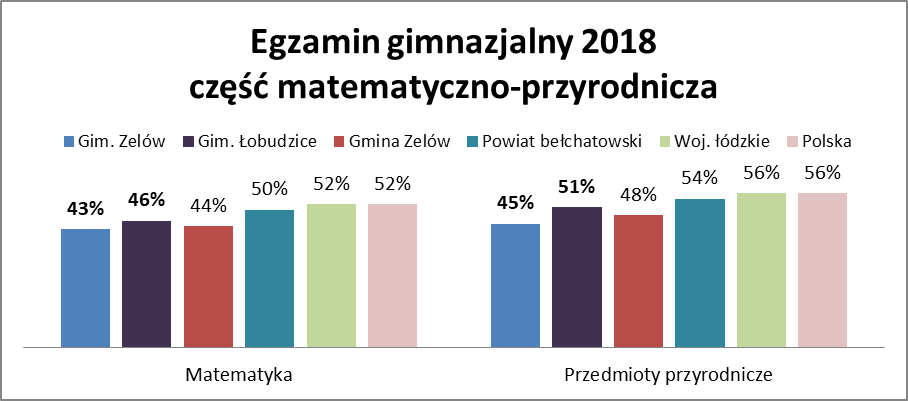 Egzamin gimnazjalny 2018
część matematyczno-przyrodnicza
Gim. Zelów Gim. Łobudzice Gmina Zelów Powiat bełchatowski Woj. łódzkie Polska
43% 46% 44% 50% 52% 52% 45% 51% 48% 54% 56% 56%
Matematyka Przedmioty przyrodnicze